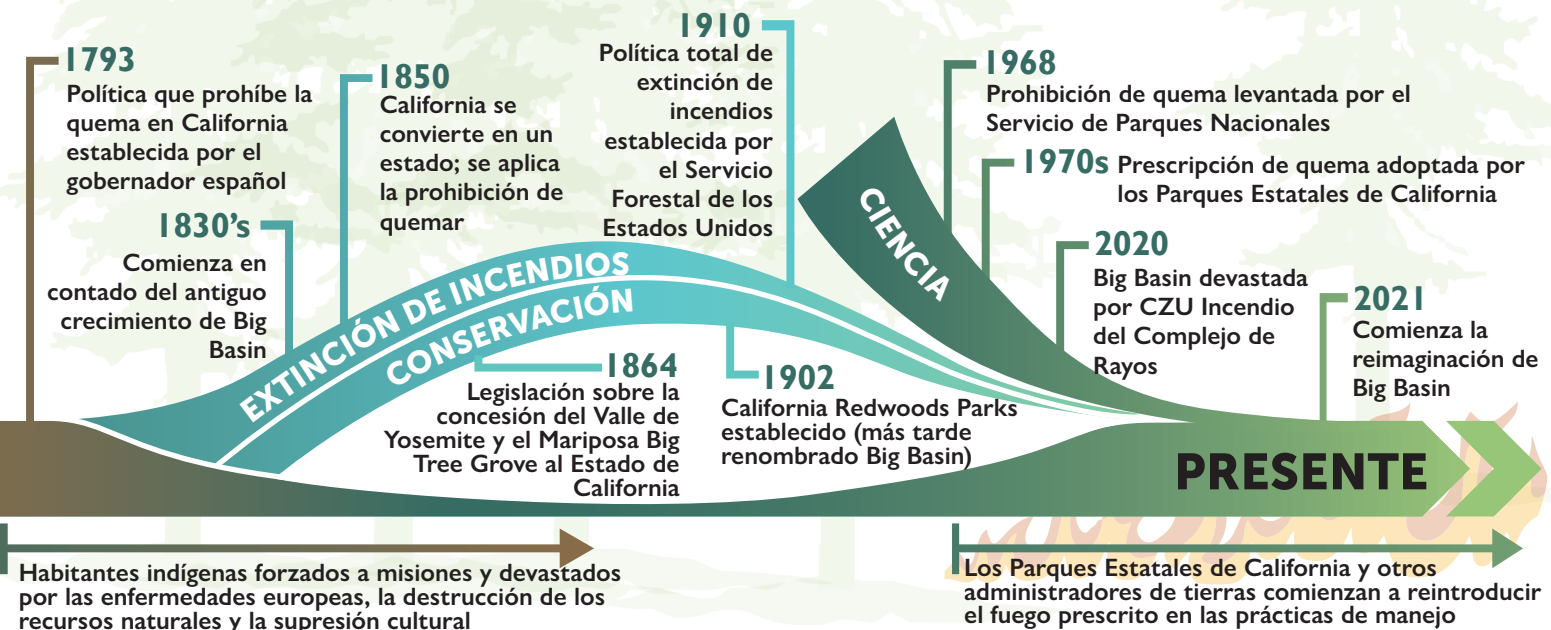 1793
Política que prohíbe la
quema en California
establecida por el
gobernador español
1830's
Comienza en
contado del antiguo
crecimiento de Big
Basin
1850
California se
convierte en un
estado; se aplica
la prohibición de
quemar
1864
Legislación sobre la
concesión del Valle de
Yosemite y el Mariposa Big
Tree Grove al Estado de
California
1902
California Redwoods Parks
establecido (más tarde
renombrado Big Basin)
1910
Política total de
extinción de
incendios
establecida por
el Servicio
Forestal de los
Estados Unidos
1968
Prohibición de quema levantada por el
Servicio de Parques Nacionales
1970s Prescripción de quema adoptada por
los Parques Estatales de California
2020
Big Basin devastada
por CZU Incendio
del Complejo de
Rayos
2021
Comienza la
reimaginación de
Big Basin
EXTINCIÓN DE INCENDIOS
CONSERVACIÓN
CIENCIA
PRESENTE
Habitantes indígenas forzados a misiones y devastados
por las enfermedades europeas, la destrucción de los
recursos naturales y la supresión cultural
Los Parques Estatales de California y otros
administradores de tierras comienzan a reintroducir
el fuego prescrito en las prácticas de manejo